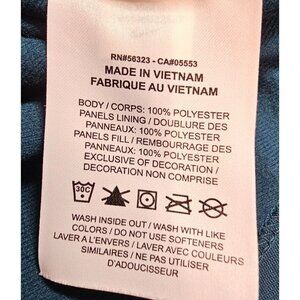 RN#56323 - CA#05553
MADE IN VIETNAM
FABRIQUE AU VIETNAM
BODY / CORPS: 100% POLYESTER
PANELS LINING / DOUBLURE DES
PANNEAUX: 100% POLYESTER
PANELS FILL / REMBOURRAGE DES
PANNEAUX: 100% POLYESTER
EXCLUSIVE OF DECORATION /
DECORATION NON COMPRISE
30C
WASH INSIDE OUT / WASH WITH LIKE
COLORS / DO NOT USE SOFTENERS
LAVER A L'ENVERS / LAVER AVEC COULEURS
SIMILAIRES / NE PAS UTILISER
D'ADOUCISSEUR